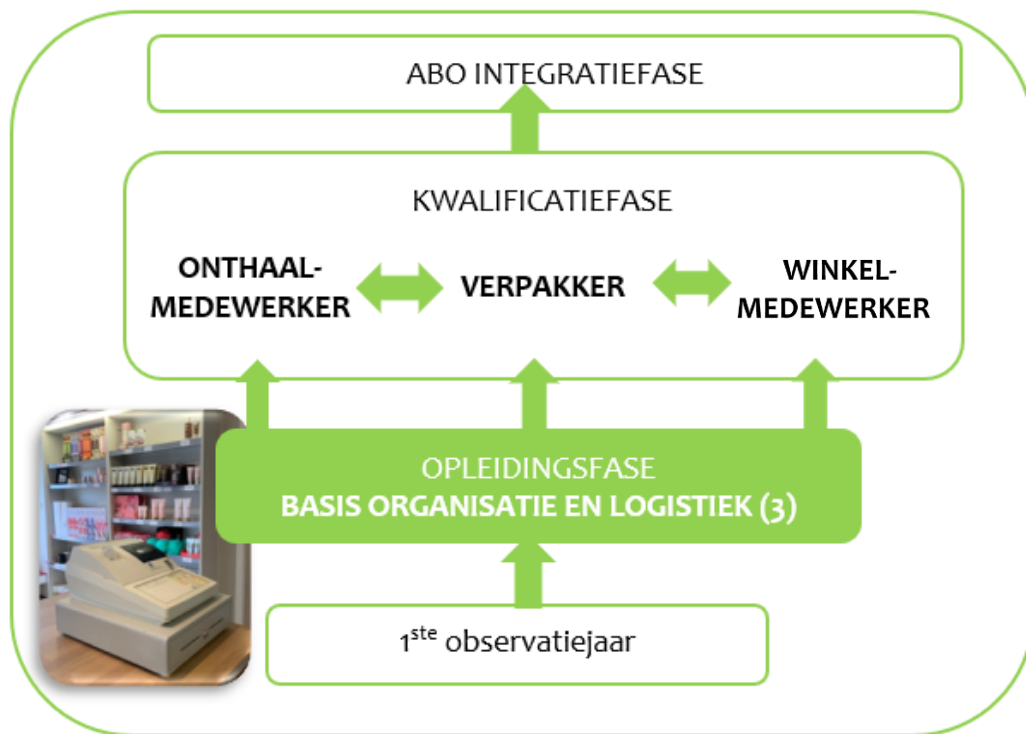 ABO INTEGRATIEFASE
KWALIFICATIEFASE
ONTHAAL-
MEDEWERKER
VERPAKKER
WINKEL-
MEDEWERKER
OPLEIDINGSFASE
BASIS ORGANISATIE EN LOGISTIEK (3)
1ste observatiejaar